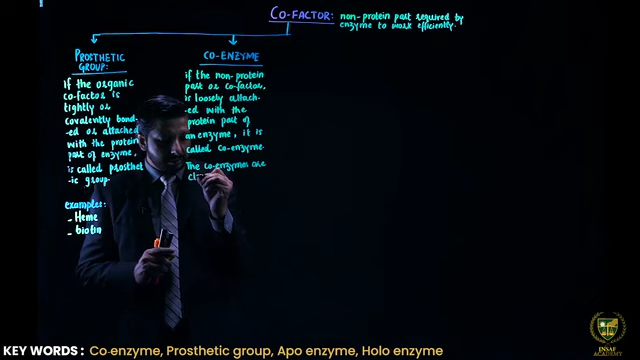 CO-FACTOR: non-protein part required by
enzyme to work efficiently.
PROSTHETIC
GROUP:
if the organic
co-factor is
tightly or
covalently bond-
-ed or attached
with the protein
part of enzyme,
is called prosthet
-ic group.
examples:
- Heme
- biotin
CO-ENZYME
if the non-protein
part or co-factor,
is loosely attach-
-ed with the
protein part of
an enzyme, it is
called co-enzyme.
The co-enzymes are
KEY WORDS : Co-enzyme, Prosthetic group, Apo enzyme, Holo enzyme
INSAF
ACADEMY